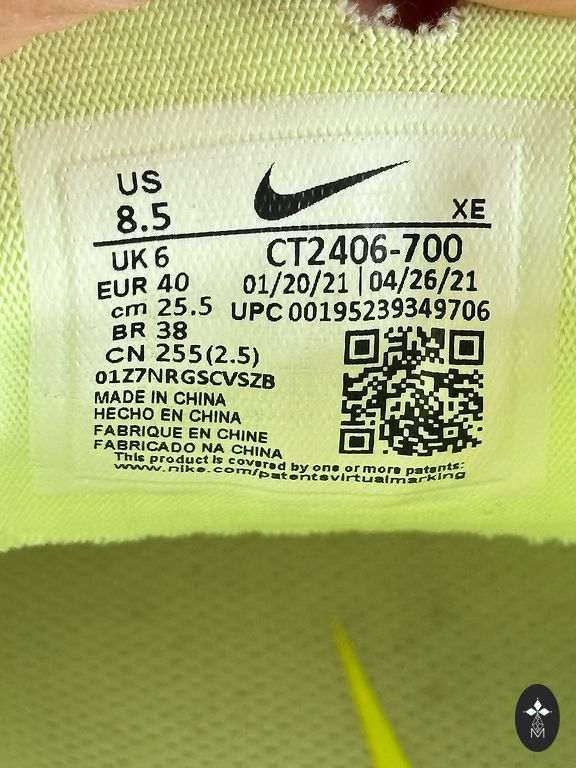 US
8.5
XE
UK 6
CT2406-700
EUR 40
01/20/21 | 04/26/21
cm 25.5
UPC 00195239349706
BR 38
CN 255(2.5)
01Z7NRGSCVSZB
MADE IN CHINA
HECHO EN CHINA
FABRIQUE EN CHINE
FABRICADO NA CHINA
This product is covered by one or more patents:
www.nike.com/patentsvirtualmarking
M